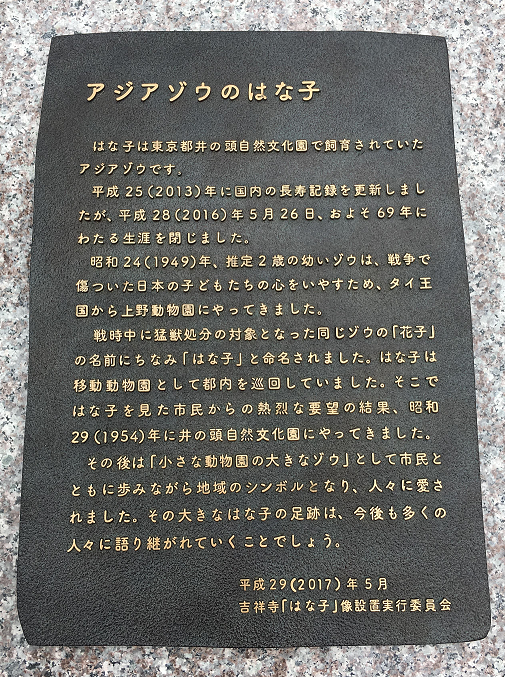 アジアゾウのはな子
はな子は東京都井の頭自然文化園で飼育されていた
アジアゾウです。
平成25(2013)年に国内の長寿記録を更新しまし
たが、平成28(2016)年5月26日、およそ69年に
わたる生涯を閉じました。
昭和24(1949)年、推定2歳の幼いゾウは、戦争で
傷ついた日本の子どもたちの心をいやすため、タイ王
国から上野動物園にやってきました。
戦時中に猛獣処分の対象となった同じゾウの「花子」
の名前にちなみ「はな子」と命名されました。はな子は
移動動物園として都内を巡回していました。そこで
はな子を見た市民からの熱烈な要望の結果、昭和
29(1954)年に井の頭自然文化園にやってきました。
その後は「小さな動物園の大きなゾウ」として市民と
ともに歩みながら地域のシンボルとなり、人々に愛さ
れました。その大きなはな子の足跡は、今後も多くの
人々に語り継がれていくことでしょう。
平成29(2017)年5月
吉祥寺「はな子」像設置実行委員会